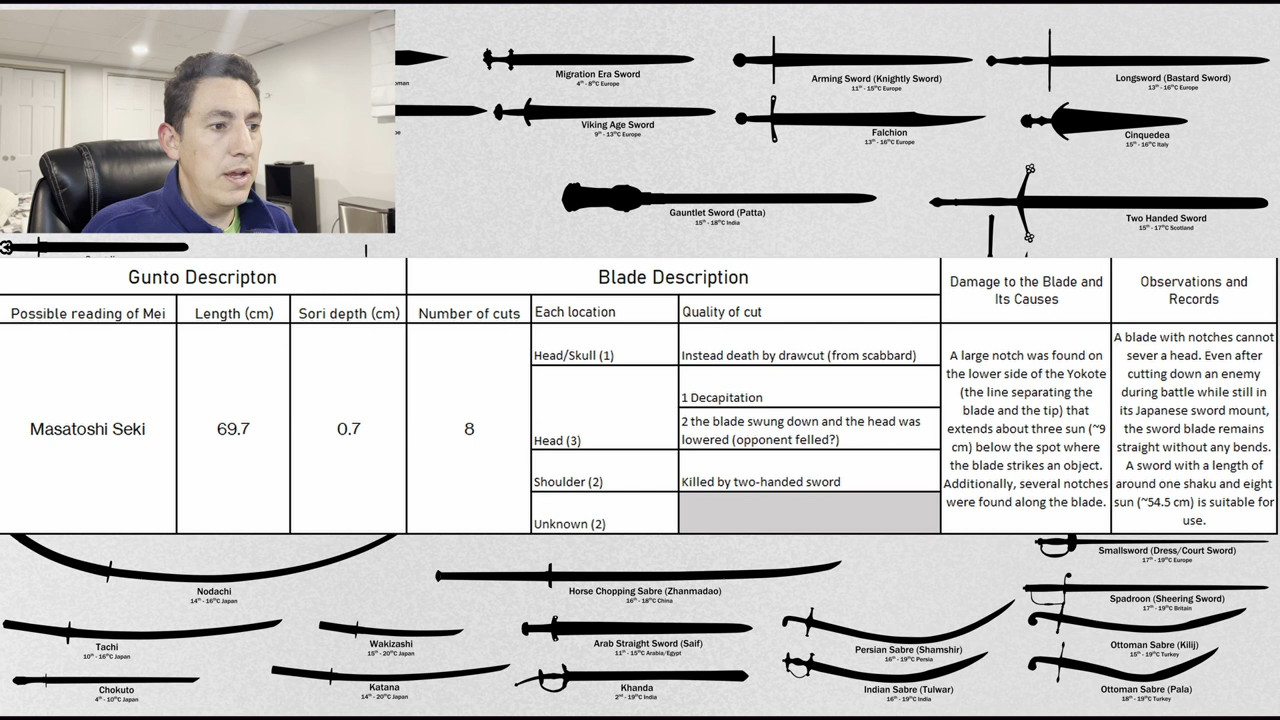 Migration Era Sword
4th - 8thC Europe
Arming Sword (Knightly Sword)
11th - 15thC Europe
Longsword (Bastard Sword)
13th - 16thC Europe
Viking Age Sword
9th - 13thC Europe
Falchion
13th - 16thC Europe
Cinquedea
15th - 16thC Italy
Gauntlet Sword (Patta)
15th - 18thC India
Two Handed Sword
15th - 17thC Scotland
Gunto Descripton
Blade Description
Damage to the Blade and
Its Causes
Observations and
Records
Possible reading of Mei
Length (cm)
Sori depth (cm)
Number of cuts
Each location
Quality of cut
Masatoshi Seki
69.7
0.7
8
Head/Skull (1)
Instead death by drawcut (from scabbard)
Head (3)
1 Decapitation
2 the blade swung down and the head was
lowered (opponent felled?)
Shoulder (2)
Killed by two-handed sword
Unknown (2)
A large notch was found on
the lower side of the Yokote
(the line separating the
blade and the tip) that
extends about three sun (~9
cm) below the spot where
the blade strikes an object.
Additionally, several notches
were found along the blade.
A blade with notches cannot
sever a head. Even after
cutting down an enemy
during battle while still in
its Japanese sword mount,
the sword blade remains
straight without any bends.
A sword with a length of
around one shaku and eight
sun (~54.5 cm) is suitable for
use.
Nodachi
14th - 16thC Japan
Horse Chopping Sabre (Zhanmadao)
16th - 18thC China
Smallsword (Dress/Court Sword)
17th - 19thC Europe
Spadroon (Sheering Sword)
17th - 19thC Britain
Tachi
10th - 16thC Japan
Wakizashi
15th - 20thC Japan
Arab Straight Sword (Saif)
11th - 15thC Arabia/Egypt
Persian Sabre (Shamshir)
16th - 19thC Persia
Ottoman Sabre (Kilij)
15th - 19thC Turkey
Chokuto
4th - 10thC Japan
Katana
14th - 20thC Japan
Khanda
2nd - 19thC India
Indian Sabre (Tulwar)
16th - 19thC India
Ottoman Sabre (Pala)
18th - 19thC Turkey